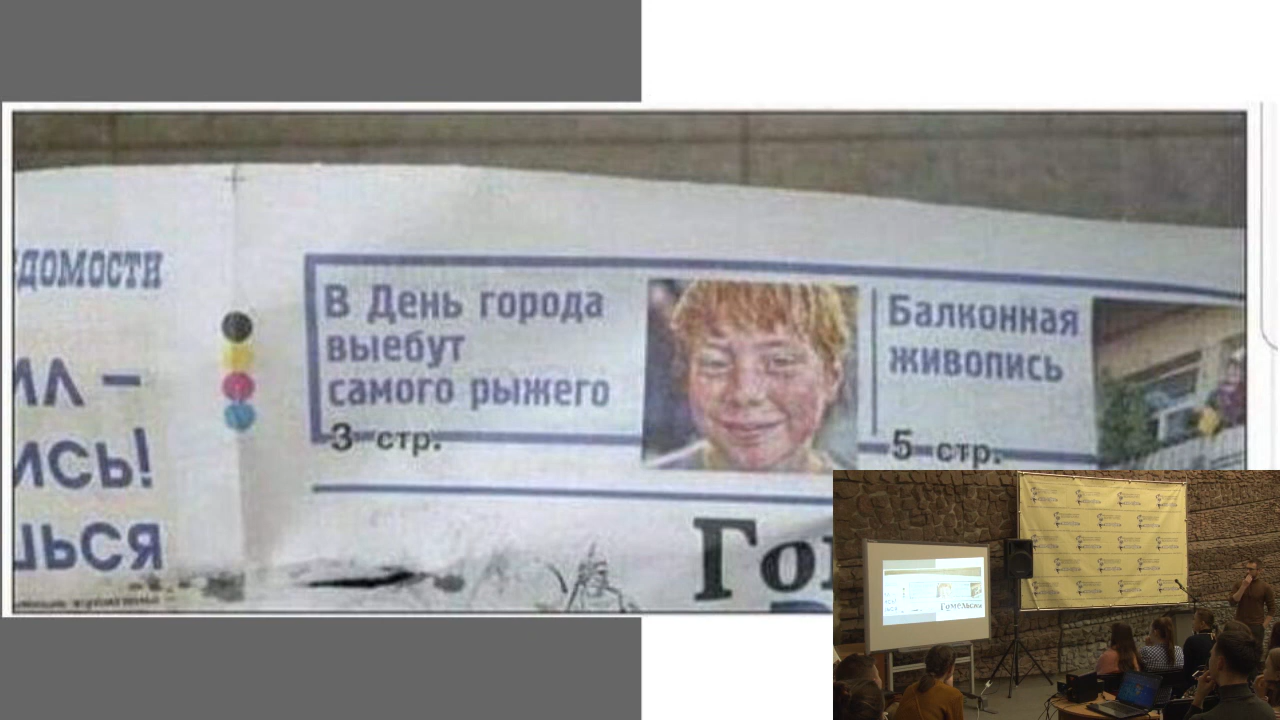 ДОМОСТИ
ИЛ –
ИСЬ!
ЬСЯ
В День города
выебут
самого рыжего
3 стр.
Балконная
живопись
5 стр.
Го